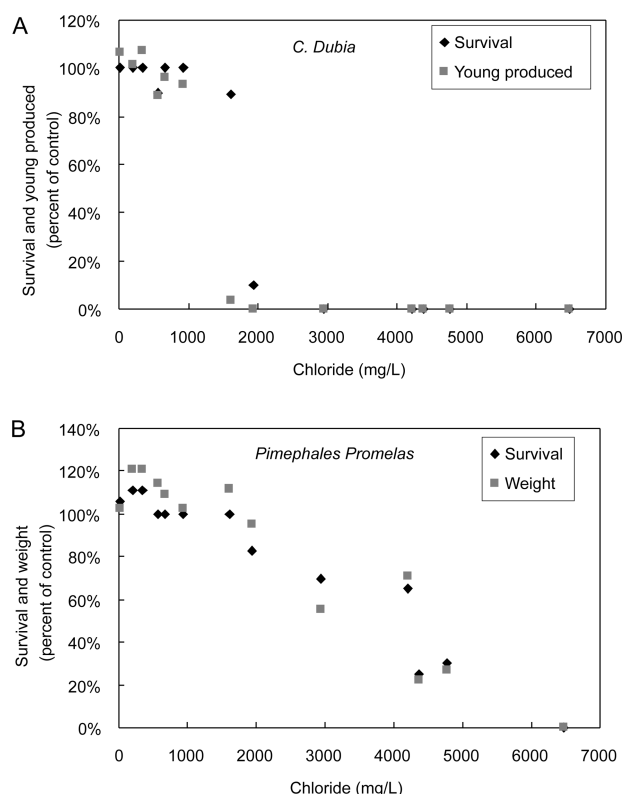 A
C. Dubia
Survival
Young produced
Survival and young produced
(percent of control)
120%
100%
80%
60%
40%
20%
0%
0 1000 2000 3000 4000 5000 6000 7000
Chloride (mg/L)
B
Pimephales Promelas
Survival
Weight
Survival and weight
(percent of control)
140%
120%
100%
80%
60%
40%
20%
0%
0 1000 2000 3000 4000 5000 6000 7000
Chloride (mg/L)